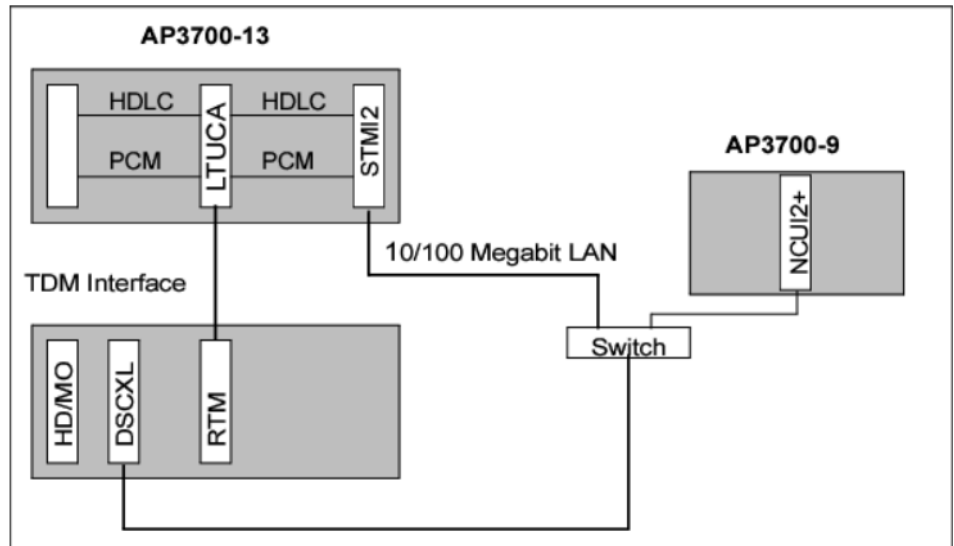 AP3700-13
HDLC
HDLC
LTUCA
STMI2
PCM
PCM
AP3700-9
NCUI2+
10/100 Megabit LAN
TDM Interface
Switch
HD/MO
DSCXL
RTM